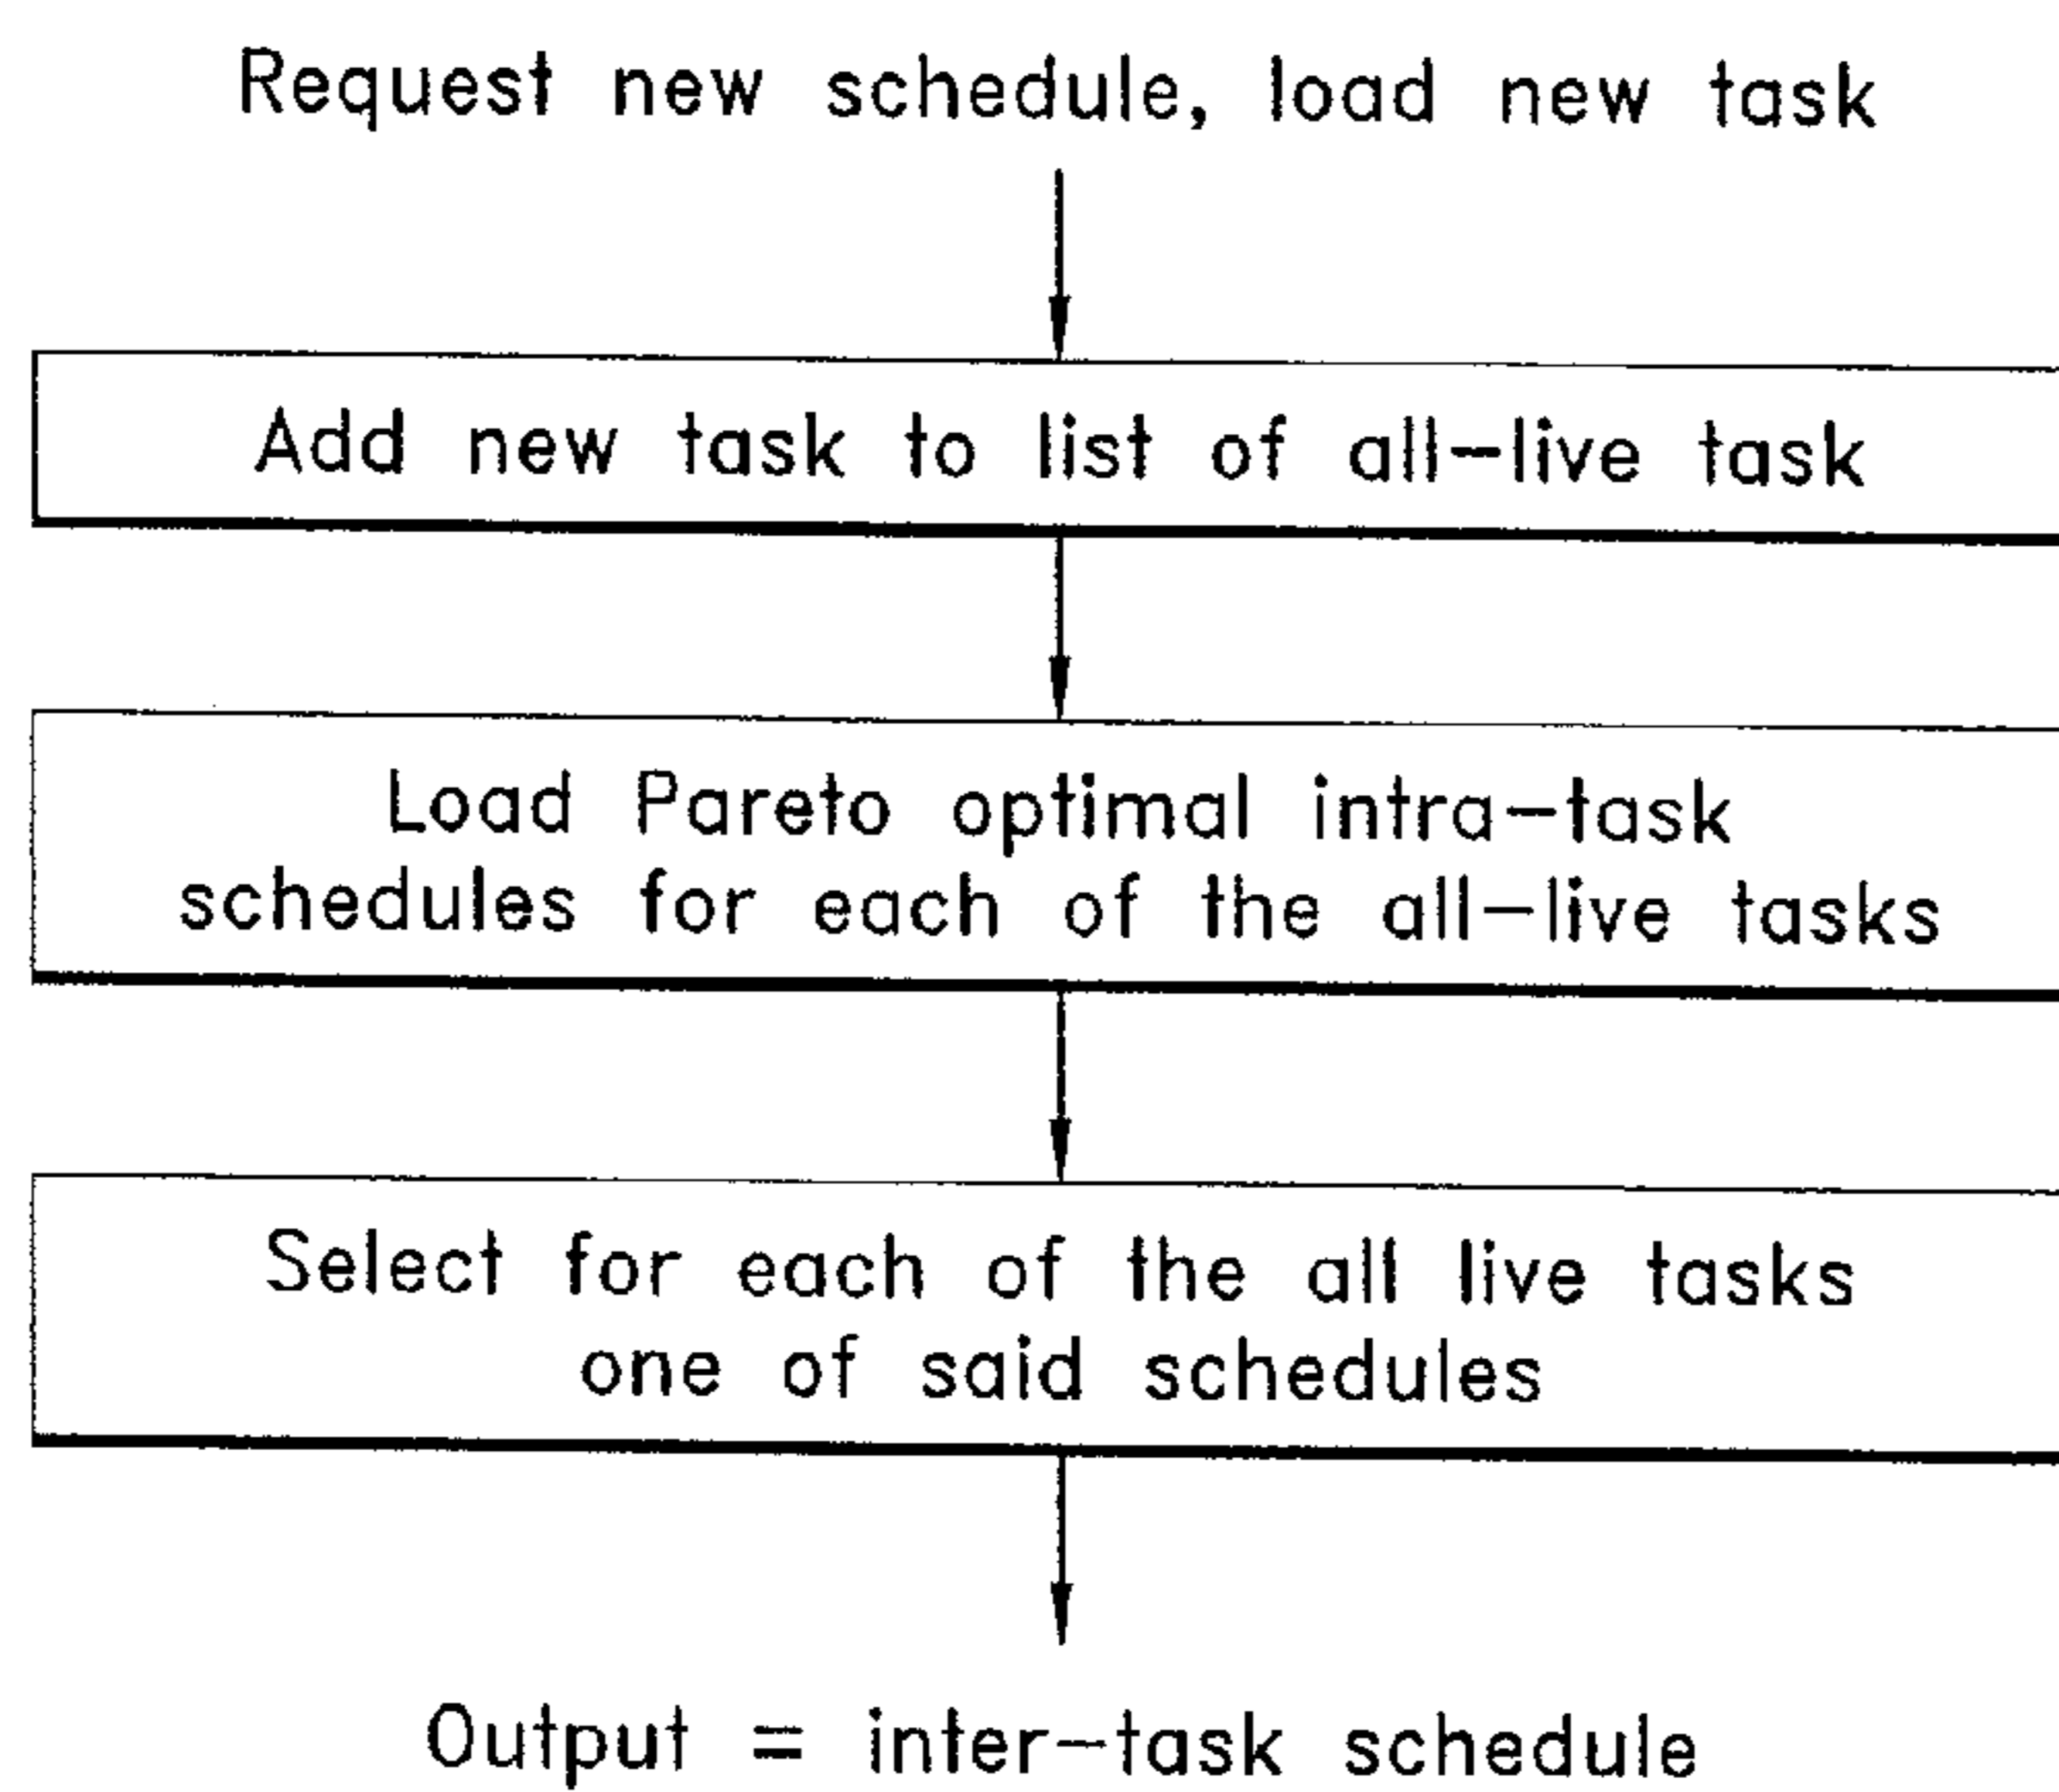 Request new schedule, load new task
Add new task to list of all-live task
Load Pareto optimal intra-task
schedules for each of the all-live tasks
Select for each of the all live tasks
one of said schedules
Output = inter-task schedule